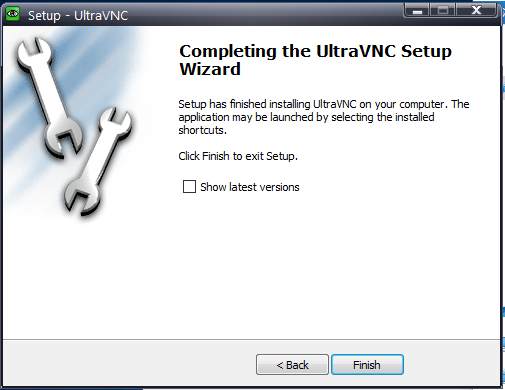 Setup - UltraVNC
Completing the UltraVNC Setup
Wizard
Setup has finished installing UltraVNC on your computer. The
application may be launched by selecting the installed
shortcuts.
Click Finish to exit Setup.
Show latest versions
< Back
Finish